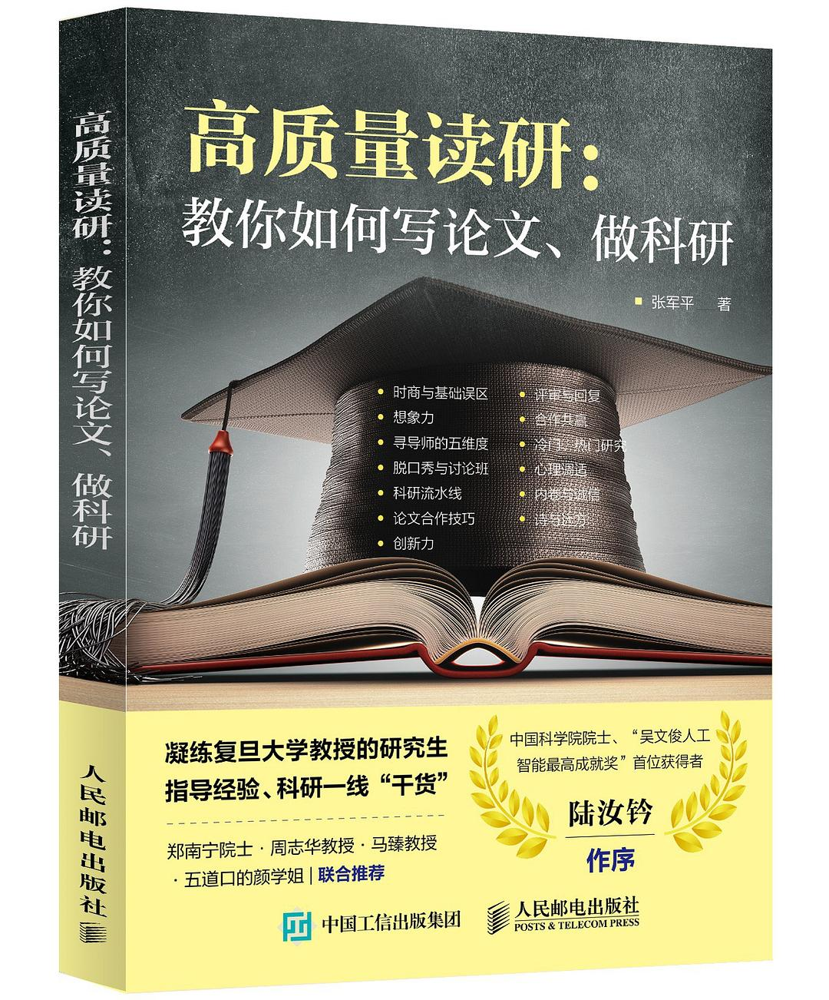 高质量读研：教你如何写论文、做科研
人民邮电出版社
高质量读研：
教你如何写论文、做科研
张军平 著
时商与基础误区
想象力
寻导师的五维度
脱口秀与讨论班
科研流水线
论文合作技巧
创新力
评审与回复
合作共赢
冷门、热门研究
心理调适
内卷与诚信
凝练复旦大学教授的研究生
指导经验、科研一线“干货”
郑南宁院士·周志华教授·马臻教授
·五道口的颜学姐|联合推荐
中国科学院院士、“吴文俊人工
智能最高成就奖”首位获得者
陆汝钤
作序
中国工信出版集团
人民邮电出版社
POSTS & TELECOM PRESS